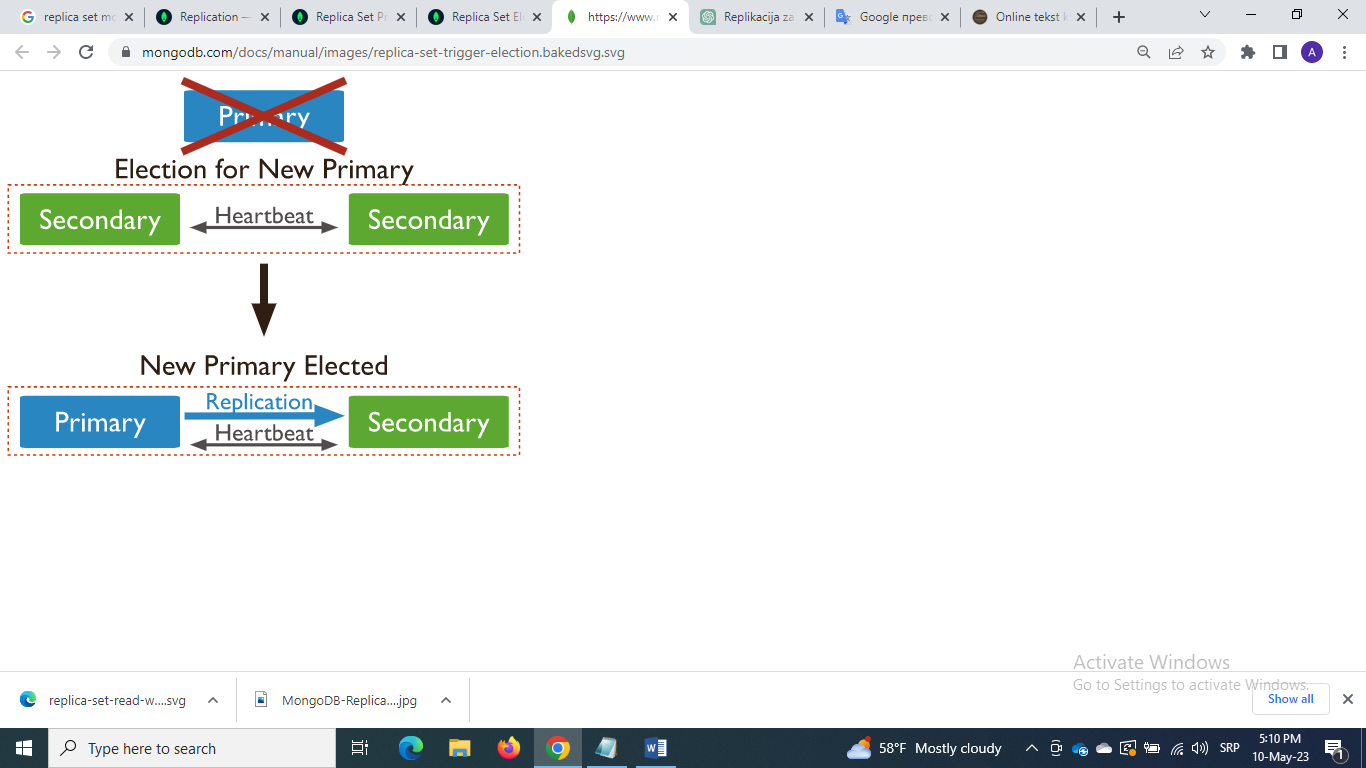 replica set mo
Replication —
Replica Set Pr
Replica Set El
https://www.r
Replikacija za
Google прево
Online tekst k
mongodb.com/docs/manual/images/replica-set-trigger-election.bakedsvg.svg
A
Primary
Election for New Primary
Secondary
Heartbeat
Secondary
New Primary Elected
Primary
Replication
Heartbeat
Secondary
Activate Windows
Go to Settings to activate Windows.
replica-set-read-w....svg
MongoDB-Replica....jpg
Show all
Type here to search
58°F Mostly cloudy
SRP
5:10 PM
10-May-23
1